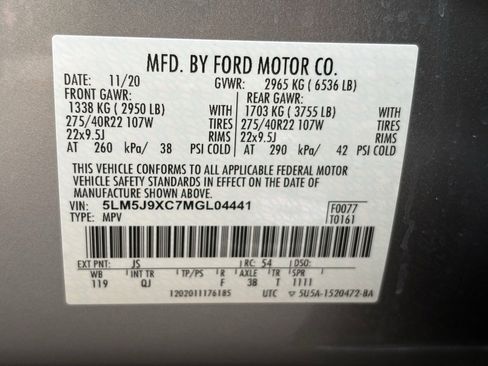 MFD. BY FORD MOTOR CO.
DATE: 11/20 GVWR: 2965 KG ( 6536 LB)
FRONT GAWR: REAR GAWR:
1338 KG ( 2950 LB) 1703 KG ( 3755 LB)
275/40R22 107W TIRES 275/40R22 107W TIRES
22x9.5J RIMS 22x9.5J RIMS
AT 260 kPa/ 38 PSI COLD AT 290 kPa/ 42 PSI COLD
THIS VEHICLE CONFORMS TO ALL APPLICABLE FEDERAL MOTOR
VEHICLE SAFETY AND THEFT PREVENTION STANDARDS IN EFFECT ON THE DATE OF
MANUFACTURE SHOWN ABOVE.
VIN: 5LM5J9XC7MGL04441 F0077
TYPE: MPV T0161
EXT PNT: JS RC: 54 DSO:
WB INT TR TP/PS R AXLE TR SPR
119 QJ F 38 T 1111
1202011176185 UTC ▽ 5U5A-1520472-BA